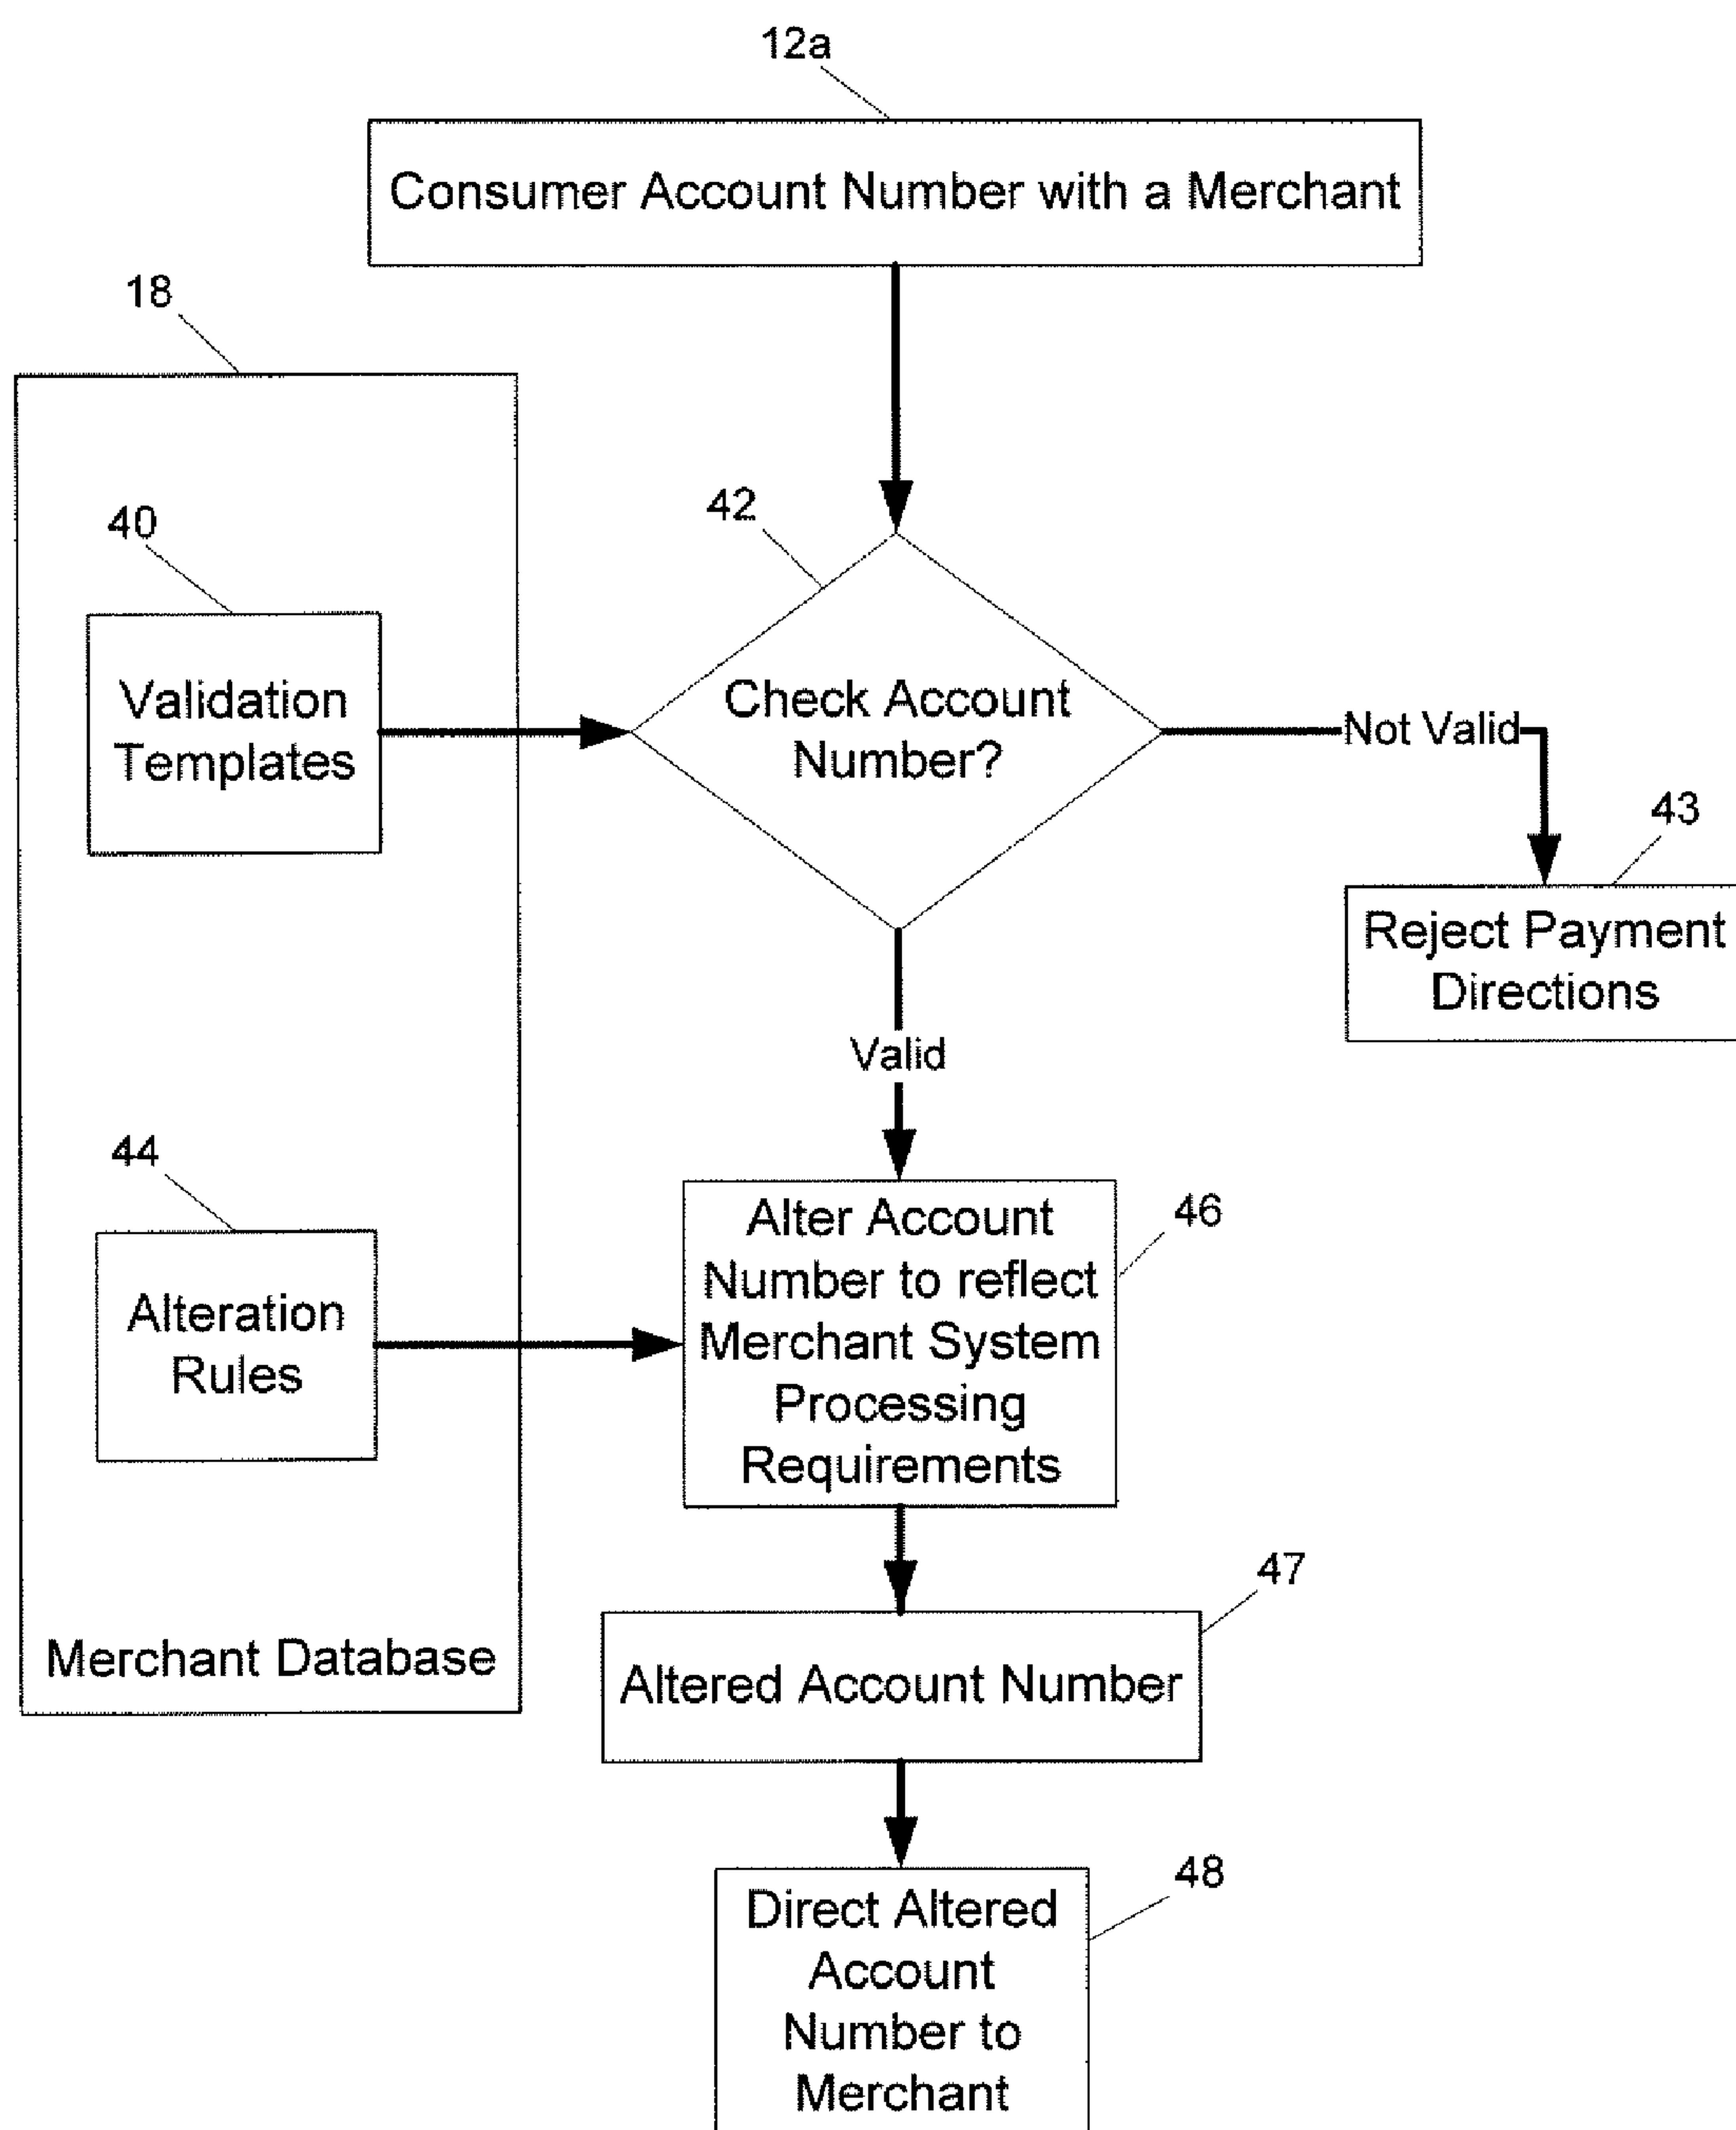 12a
Consumer Account Number with a Merchant
18
40
42
Validation
Templates
Check Account
Number?
Not Valid
43
Reject Payment
Directions
Valid
44
46
Alteration
Rules
Alter Account
Number to reflect
Merchant System
Processing
Requirements
47
Merchant Database
Altered Account Number
48
Direct Altered
Account
Number to
Merchant